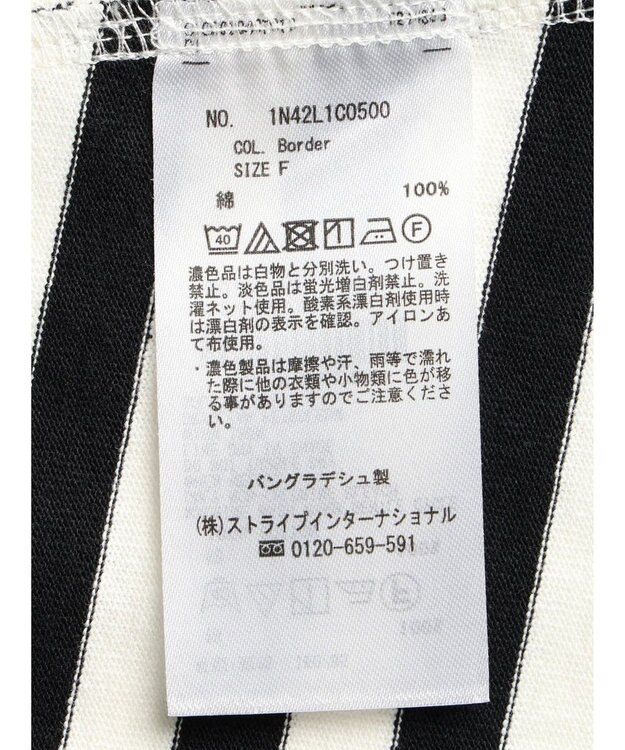 NO. 1N42L1C0500
COL. Border
SIZE F
綿 100%
40 F
濃色品は白物と分別洗い。つけ置き
禁止。淡色品は蛍光増白剤禁止。洗
濯ネット使用。酸素系漂白剤使用時
は漂白剤の表示を確認。アイロンあ
て布使用。
・濃色製品は摩擦や汗、雨等で濡れ
た際に他の衣類や小物類に色が移
る事がありますのでご注意くださ
い。
バングラデシュ製
(株)ストライプインターナショナル
0120-659-591